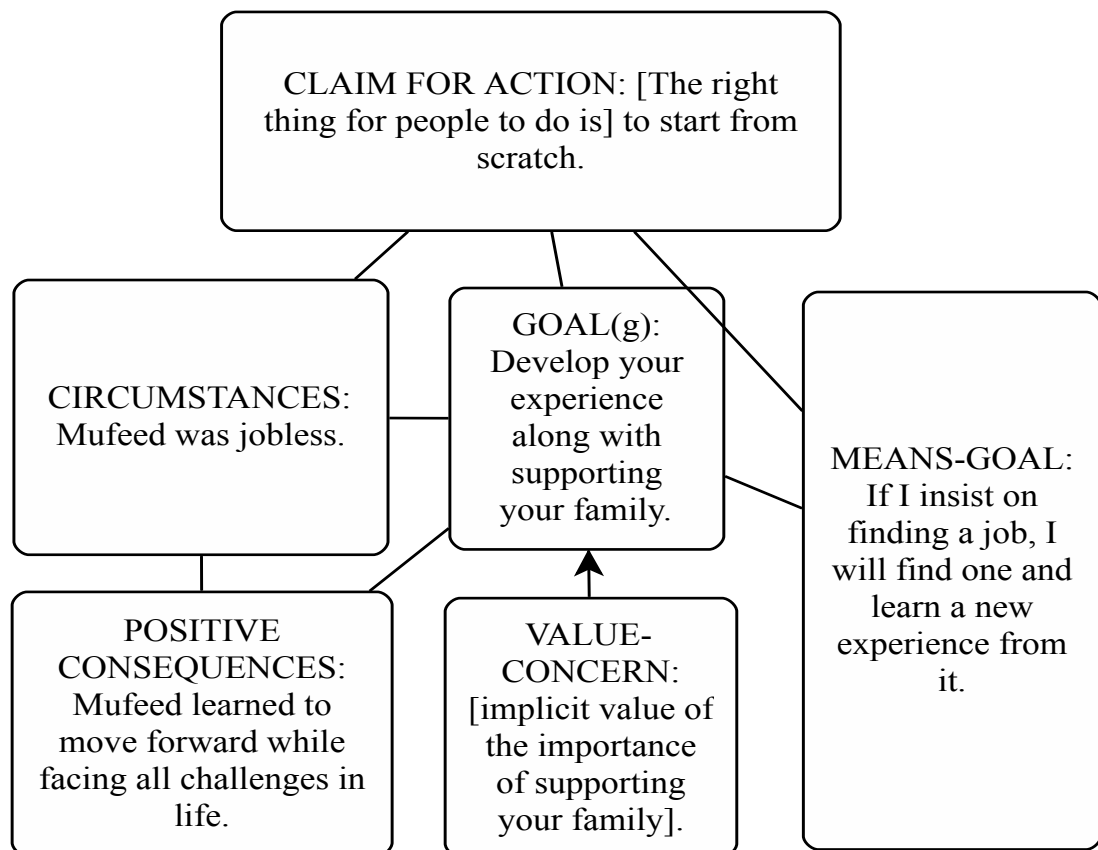 CLAIM FOR ACTION: [The right
thing for people to do is] to start from
scratch.
CIRCUMSTANCES:
Mufeed was jobless.
GOAL(g):
Develop your
experience
along with
supporting
your family.
MEANS-GOAL:
If I insist on
finding a job, I
will find one and
learn a new
experience from
it.
POSITIVE
CONSEQUENCES:
Mufeed learned to
move forward while
facing all challenges in
life.
VALUE-
CONCERN:
[implicit value of
the importance
of supporting
your family].